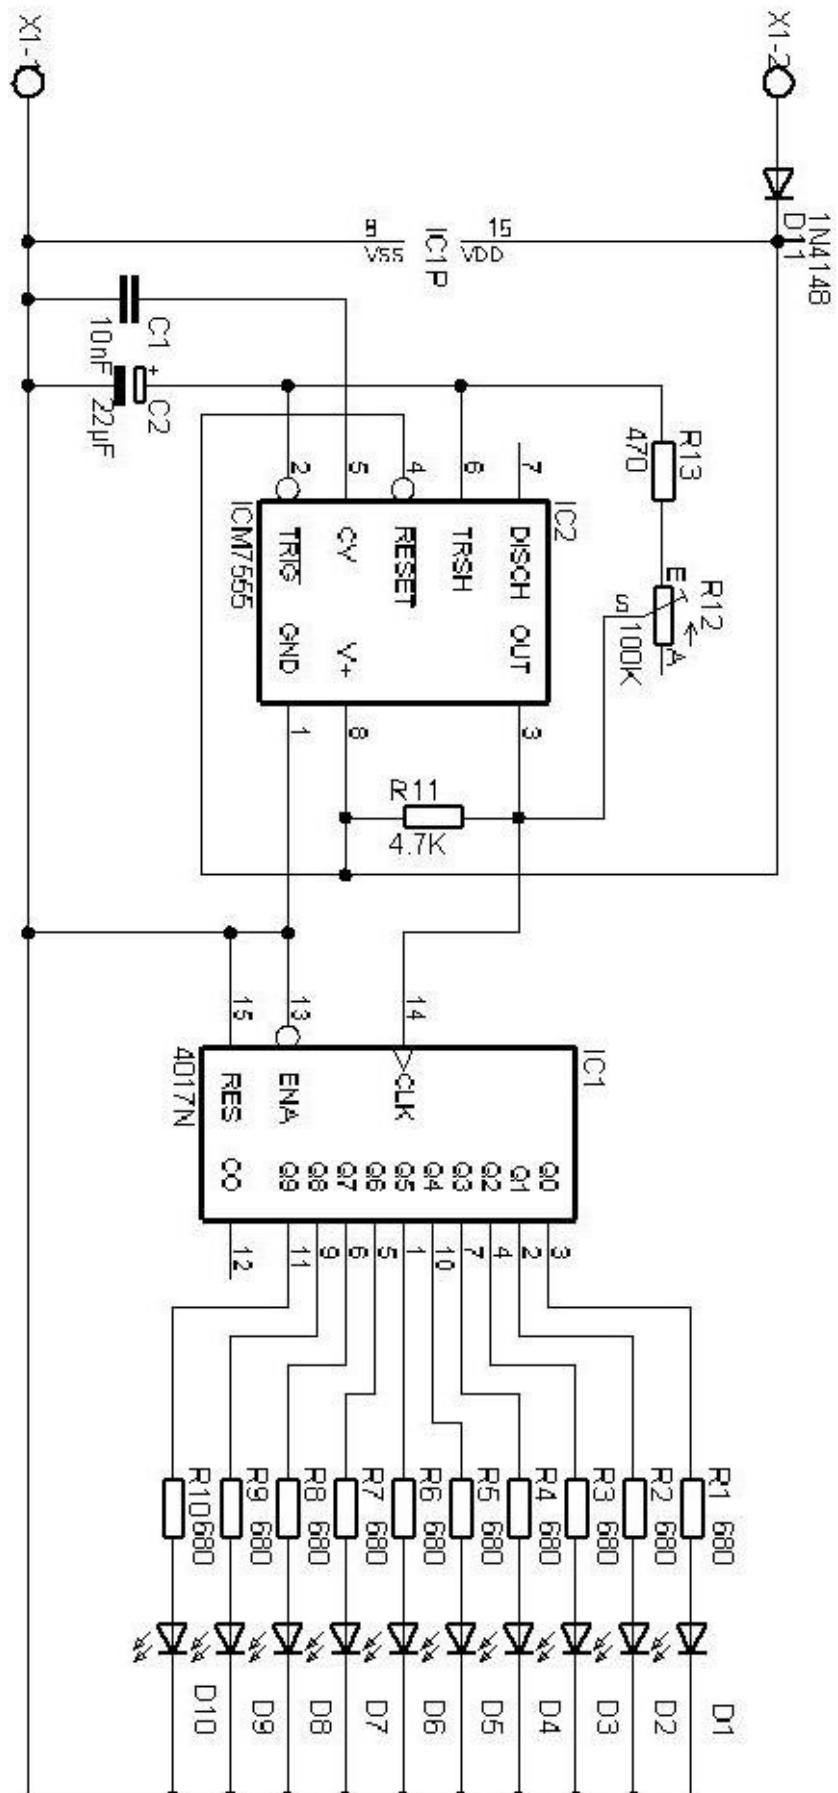 X1-1
X1-2
1N4148
D11
8
VSS
IC1P
15
VDD
C1
10nF
+
C2
22µF
R13
470
R12
100K
E
S
A
2
5
4
6
7
IC2
ICM7555
TRIG
CV
RESET
TRSH
DISCH
GND
V+
OUT
1
8
3
R11
4.7K
15
13
14
IC1
4017N
RES
ENA
CLK
CO
Q9
Q8
Q7
Q6
Q5
Q4
Q3
Q2
Q1
Q0
12
11
9
6
5
1
10
7
4
2
3
R10 680
R9 680
R8 680
R7 680
R6 680
R5 680
R4 680
R3 680
R2 680
R1 680
D10
D9
D8
D7
D6
D5
D4
D3
D2
D1